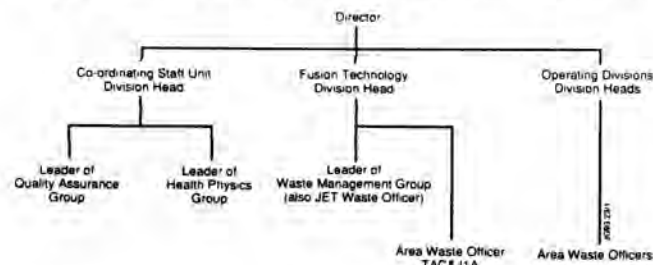 Director
Co-ordinating Staff Unit
Division Head
Fusion Technology
Division Head
Operating Divisions
Division Heads
Leader of
Quality Assurance
Group
Leader of
Health Physics
Group
Leader of
Waste Management Group
(also JET Waste Officer)
Area Waste Officer
Area Waste Officers